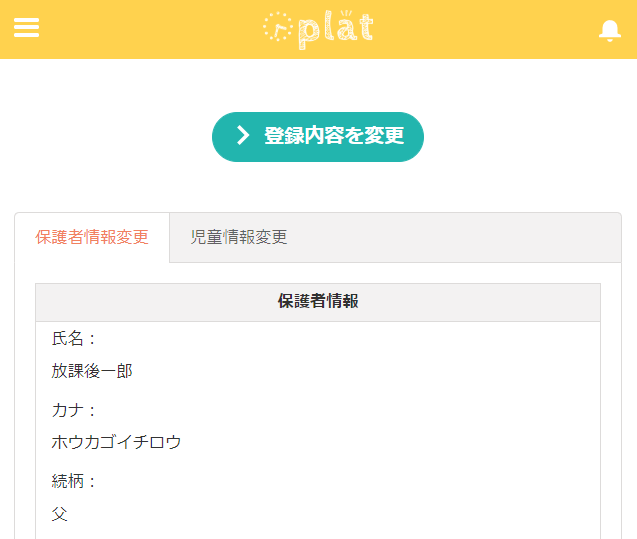 plat
登録内容を変更
保護者情報変更
児童情報変更
保護者情報
氏名：
放課後一郎
カナ：
ホウカゴイチロウ
続柄：
父